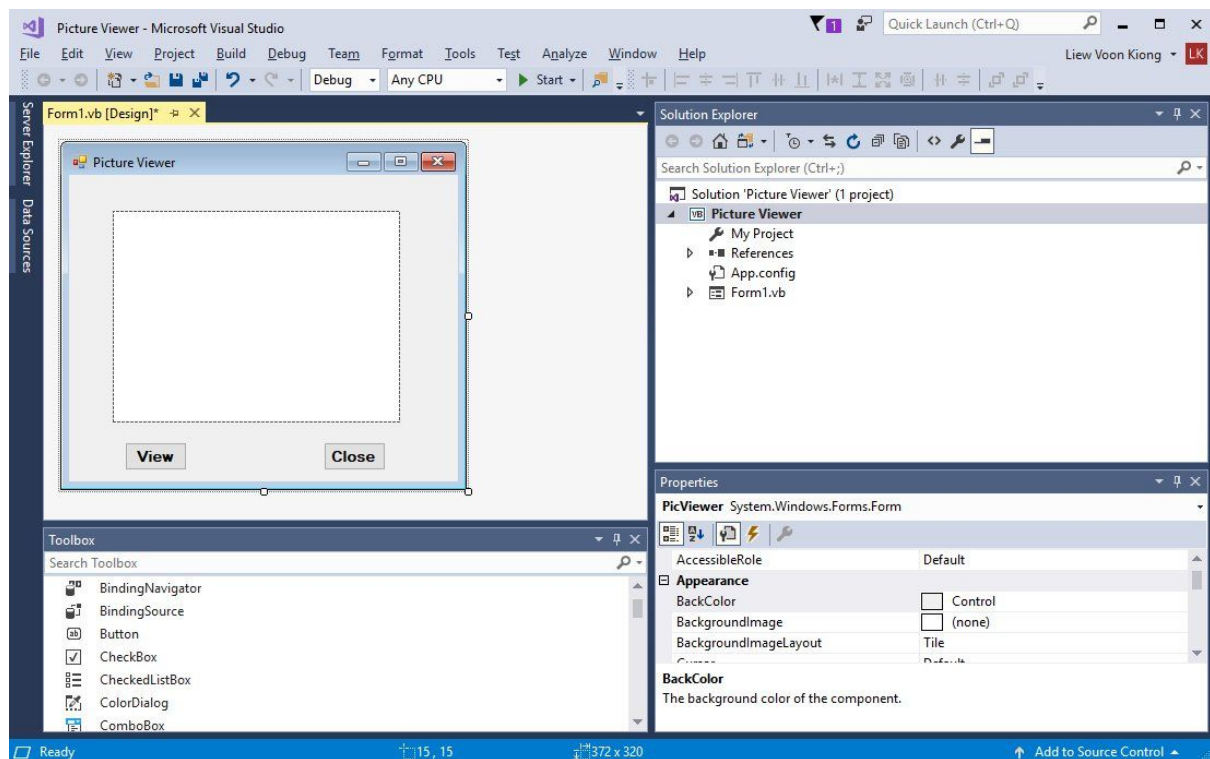 Picture Viewer - Microsoft Visual Studio
1
Quick Launch (Ctrl+Q)
File Edit View Project Build Debug Team Format Tools Test Analyze Window Help
Liew Voon Kiong LK
Debug Any CPU Start
Server Explorer
Data Sources
Form1.vb [Design]*
Picture Viewer
View Close
Toolbox
Search Toolbox
BindingNavigator
BindingSource
Button
CheckBox
CheckedListBox
ColorDialog
ComboBox
Solution Explorer
Search Solution Explorer (Ctrl+;)
Solution 'Picture Viewer' (1 project)
VB Picture Viewer
My Project
References
App.config
Form1.vb
Properties
PicViewer System.Windows.Forms.Form
AccessibleRole Default
Appearance
BackColor Control
BackgroundImage (none)
BackgroundImageLayout Tile
Cursor Default
BackColor
The background color of the component.
Ready 15, 15 372 x 320 Add to Source Control